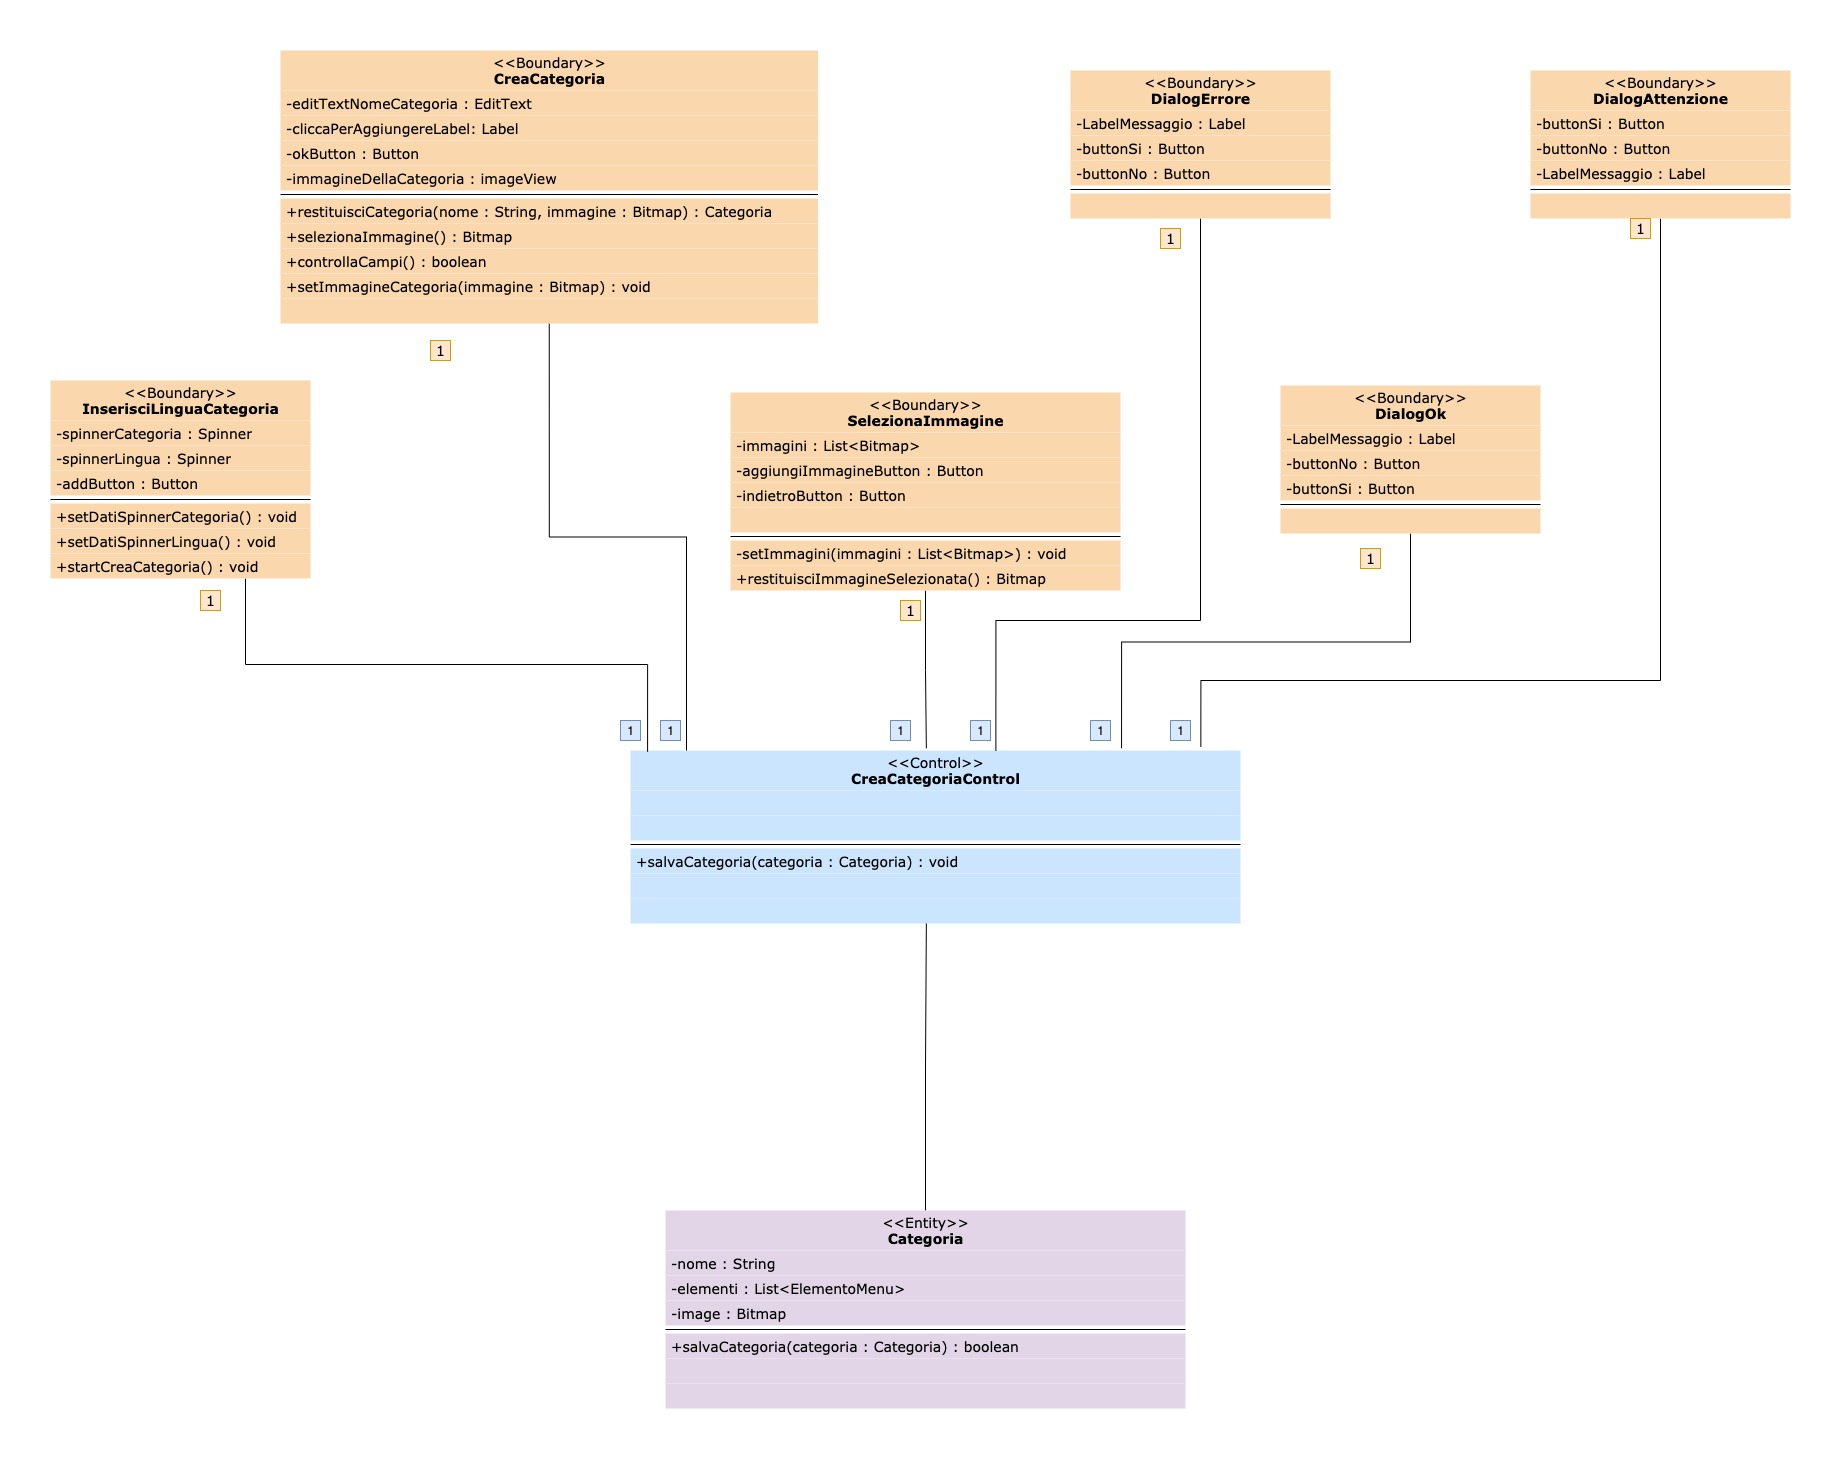 <<Boundary>>
CreaCategoria
-editTextNomeCategoria : EditText
-cliccaPerAggiungereLabel: Label
-okButton : Button
-immagineDellaCategoria : imageView
+restituisciCategoria(nome : String, immagine : Bitmap) : Categoria
+selezionaImmagine() : Bitmap
+controllaCampi() : boolean
+setImmagineCategoria(immagine : Bitmap) : void
1
<<Boundary>>
DialogErrore
-LabelMessaggio : Label
-buttonSi : Button
-buttonNo : Button
1
<<Boundary>>
DialogAttenzione
-buttonSi : Button
-buttonNo : Button
-LabelMessaggio : Label
1
<<Boundary>>
InserisciLinguaCategoria
-spinnerCategoria : Spinner
-spinnerLingua : Spinner
-addButton : Button
+setDatiSpinnerCategoria() : void
+setDatiSpinnerLingua() : void
+startCreaCategoria() : void
1
<<Boundary>>
SelezionaImmagine
-immagini : List<Bitmap>
-aggiungiImmagineButton : Button
-indietroButton : Button
-setImmagini(immagini : List<Bitmap>) : void
+restituisciImmagineSelezionata() : Bitmap
1
<<Boundary>>
DialogOk
-LabelMessaggio : Label
-buttonNo : Button
-buttonSi : Button
1
1
1
1
1
1
1
<<Control>>
CreaCategoriaControl
+salvaCategoria(categoria : Categoria) : void
<<Entity>>
Categoria
-nome : String
-elementi : List<ElementoMenu>
-image : Bitmap
+salvaCategoria(categoria : Categoria) : boolean